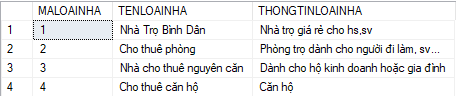 MALOAINHA TENLOAINHA THONGTINLOAINHA
1 1 Nhà Trọ Bình Dân Nhà trọ giá rẻ cho hs,sv
2 2 Cho thuê phòng Phòng trọ dành cho người đi làm, sv...
3 3 Nhà cho thuê nguyên căn Dành cho hộ kinh doanh hoặc gia đình
4 4 Cho thuê căn hộ Căn hộ